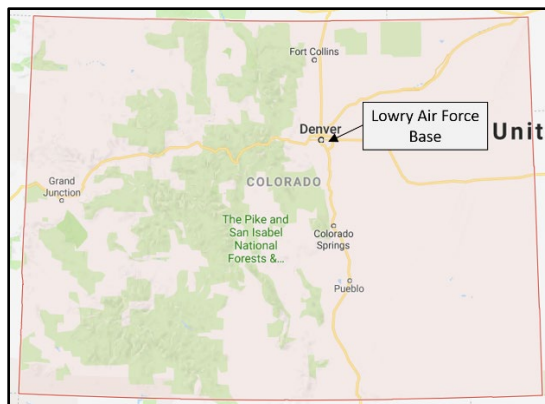 Fort Collins
Lowry Air Force
Base
Denver
Unit
Grand
Junction
COLORADO
The Pike and
San Isabel
National
Forests &...
Colorado
Springs
Pueblo